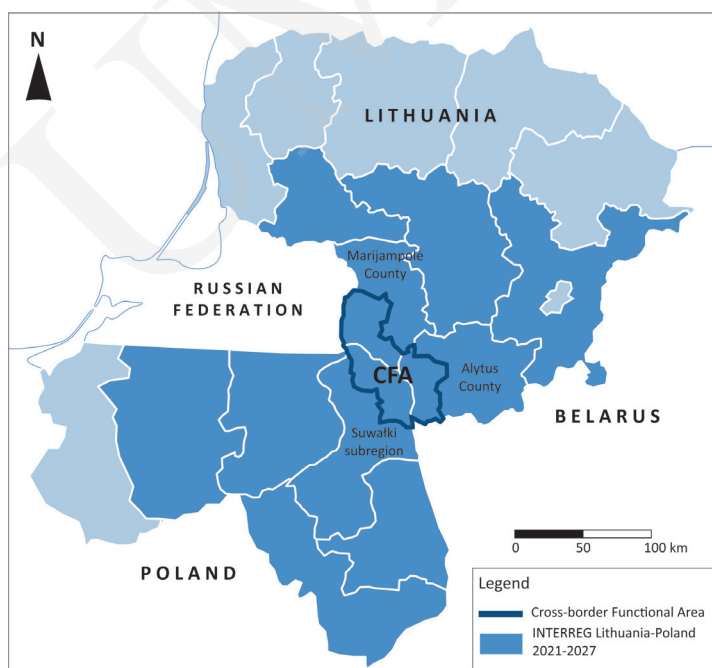 N
LITHUANIA
Marijampolė
County
RUSSIAN
FEDERATION
CFA
Alytus
County
BELARUS
Suwałki
subregion
0 50 100 km
POLAND
Legend
Cross-border Functional Area
INTERREG Lithuania-Poland
2021-2027